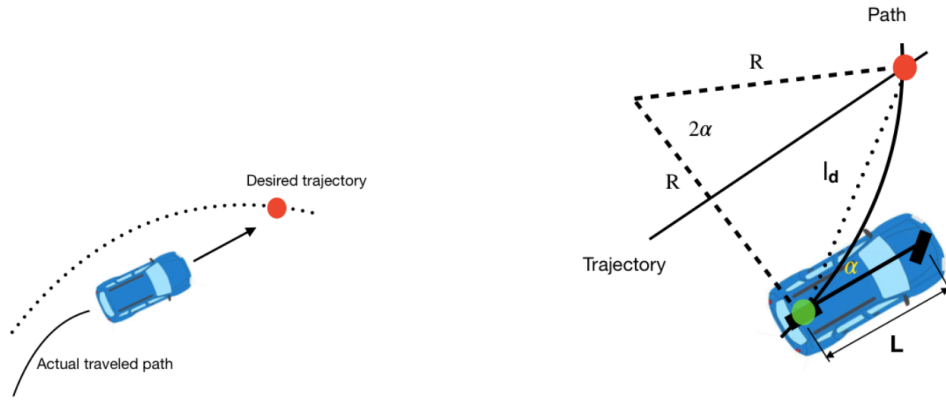 Desired trajectory
Actual traveled path
Path
R
2α
R
l_d
Trajectory
α
L